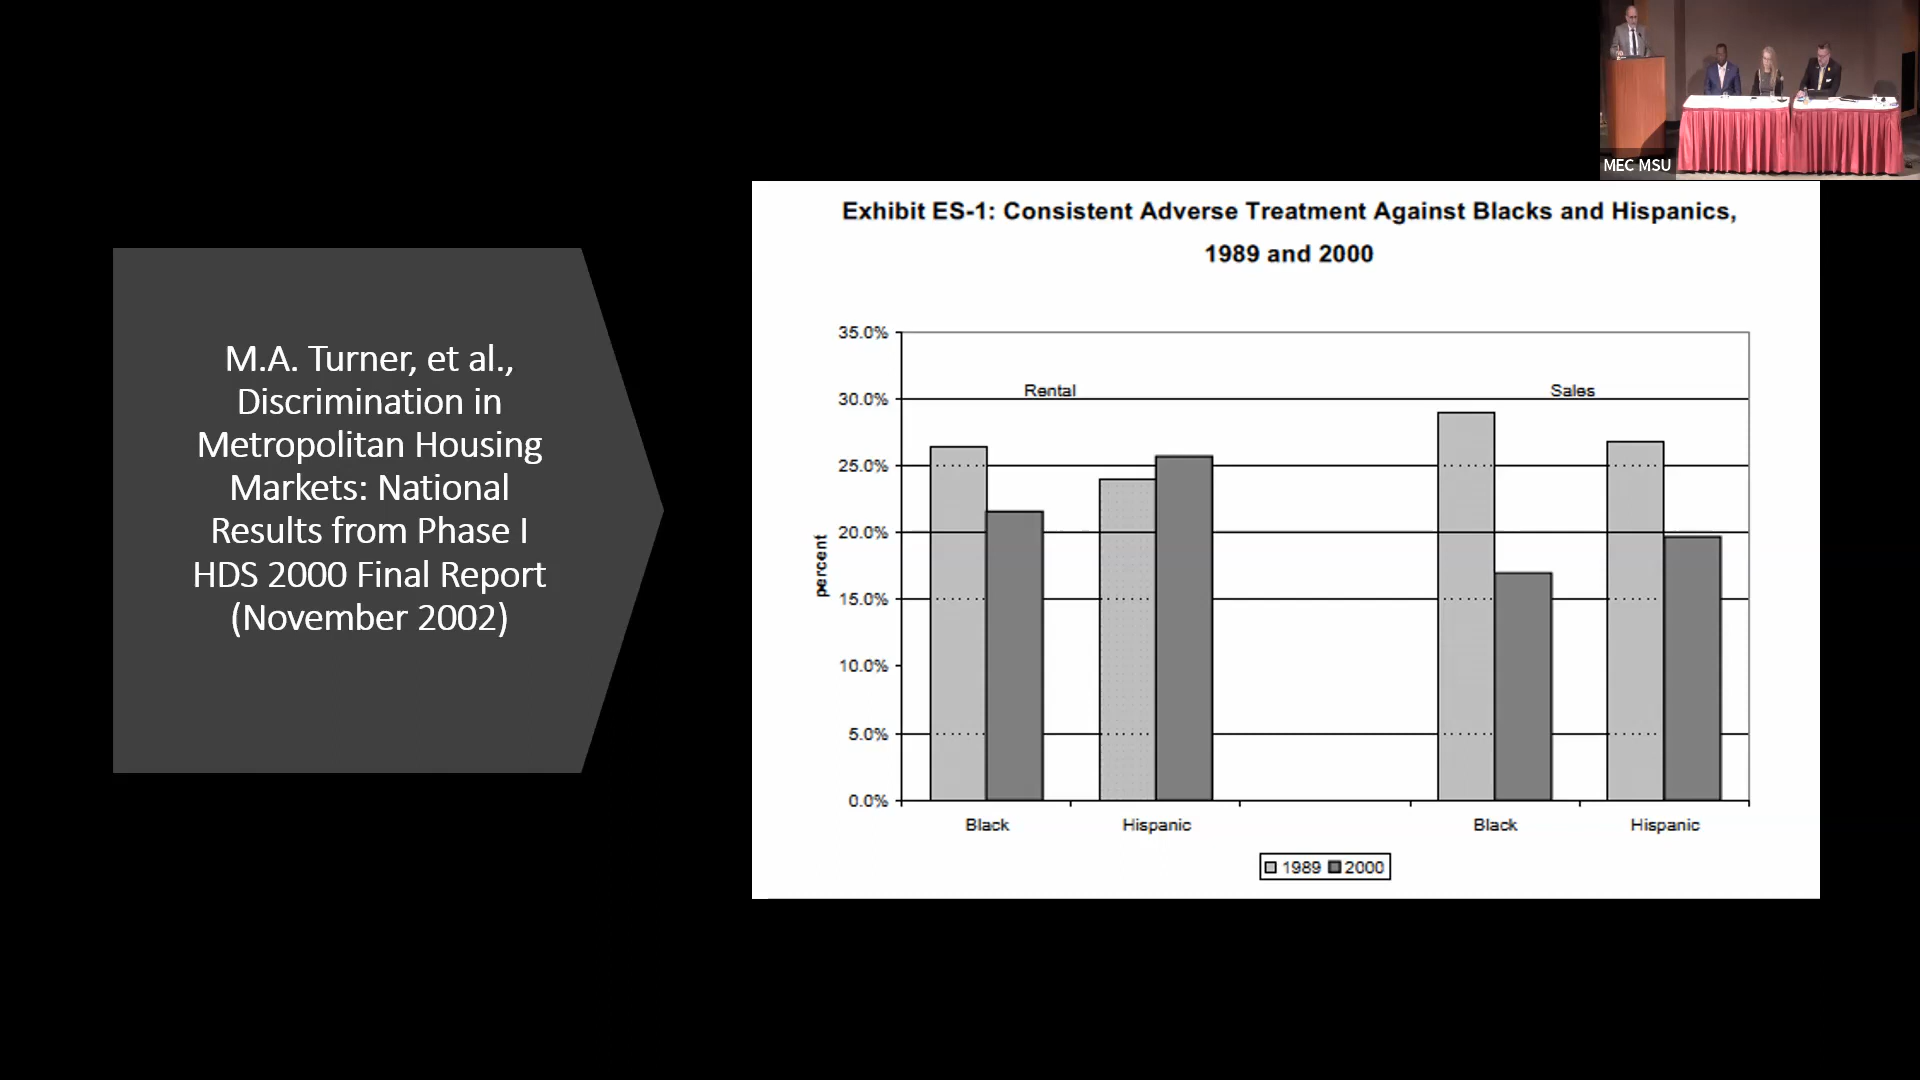 MEC MSU
M.A. Turner, et al.,
Discrimination in
Metropolitan Housing
Markets: National
Results from Phase I
HDS 2000 Final Report
(November 2002)
Exhibit ES-1: Consistent Adverse Treatment Against Blacks and Hispanics,
1989 and 2000
35.0%
30.0%
25.0%
20.0%
15.0%
10.0%
5.0%
0.0%
percent
Rental
Sales
Black
Hispanic
Black
Hispanic
1989 2000